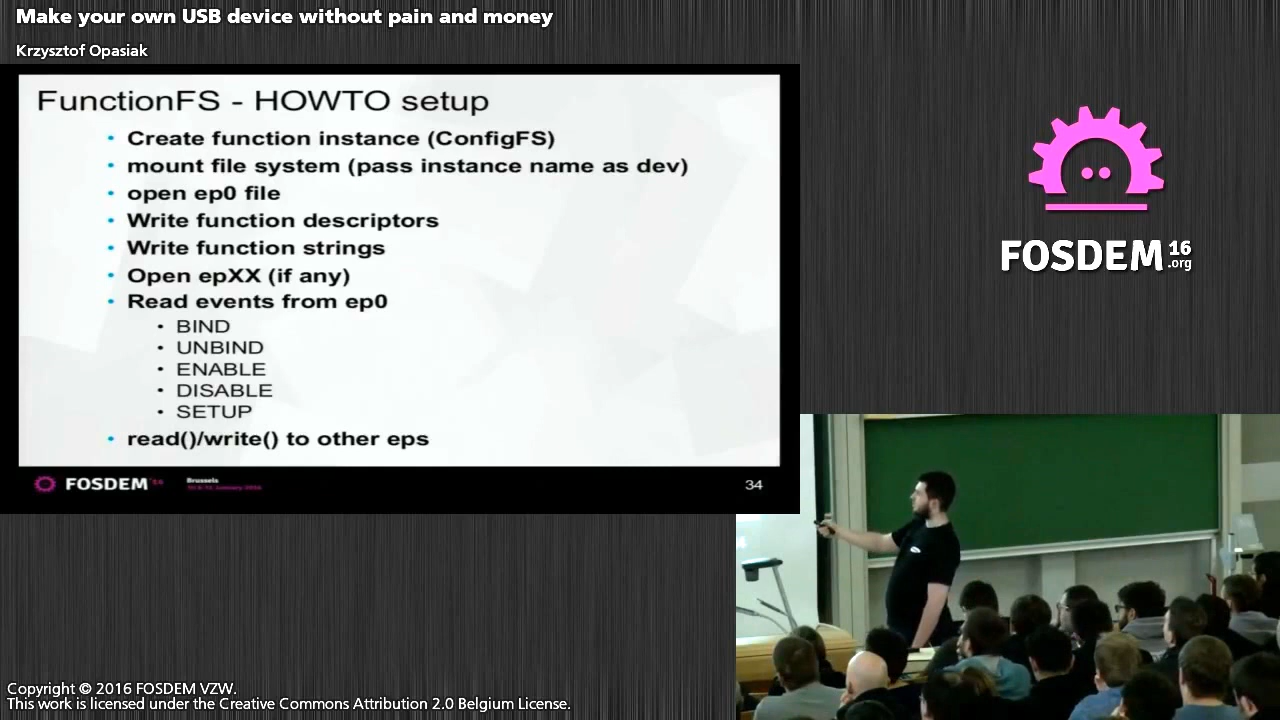 Make your own USB device without pain and money
Krzysztof Opasiak
FunctionFS - HOWTO setup
• Create function instance (ConfigFS)
• mount file system (pass instance name as dev)
• open ep0 file
• Write function descriptors
• Write function strings
• Open epXX (if any)
• Read events from ep0
• BIND
• UNBIND
• ENABLE
• DISABLE
• SETUP
• read()/write() to other eps
FOSDEM
Brussels
34
FOSDEM 16
.org
Copyright © 2016 FOSDEM VZW.
This work is licensed under the Creative Commons Attribution 2.0 Belgium License.